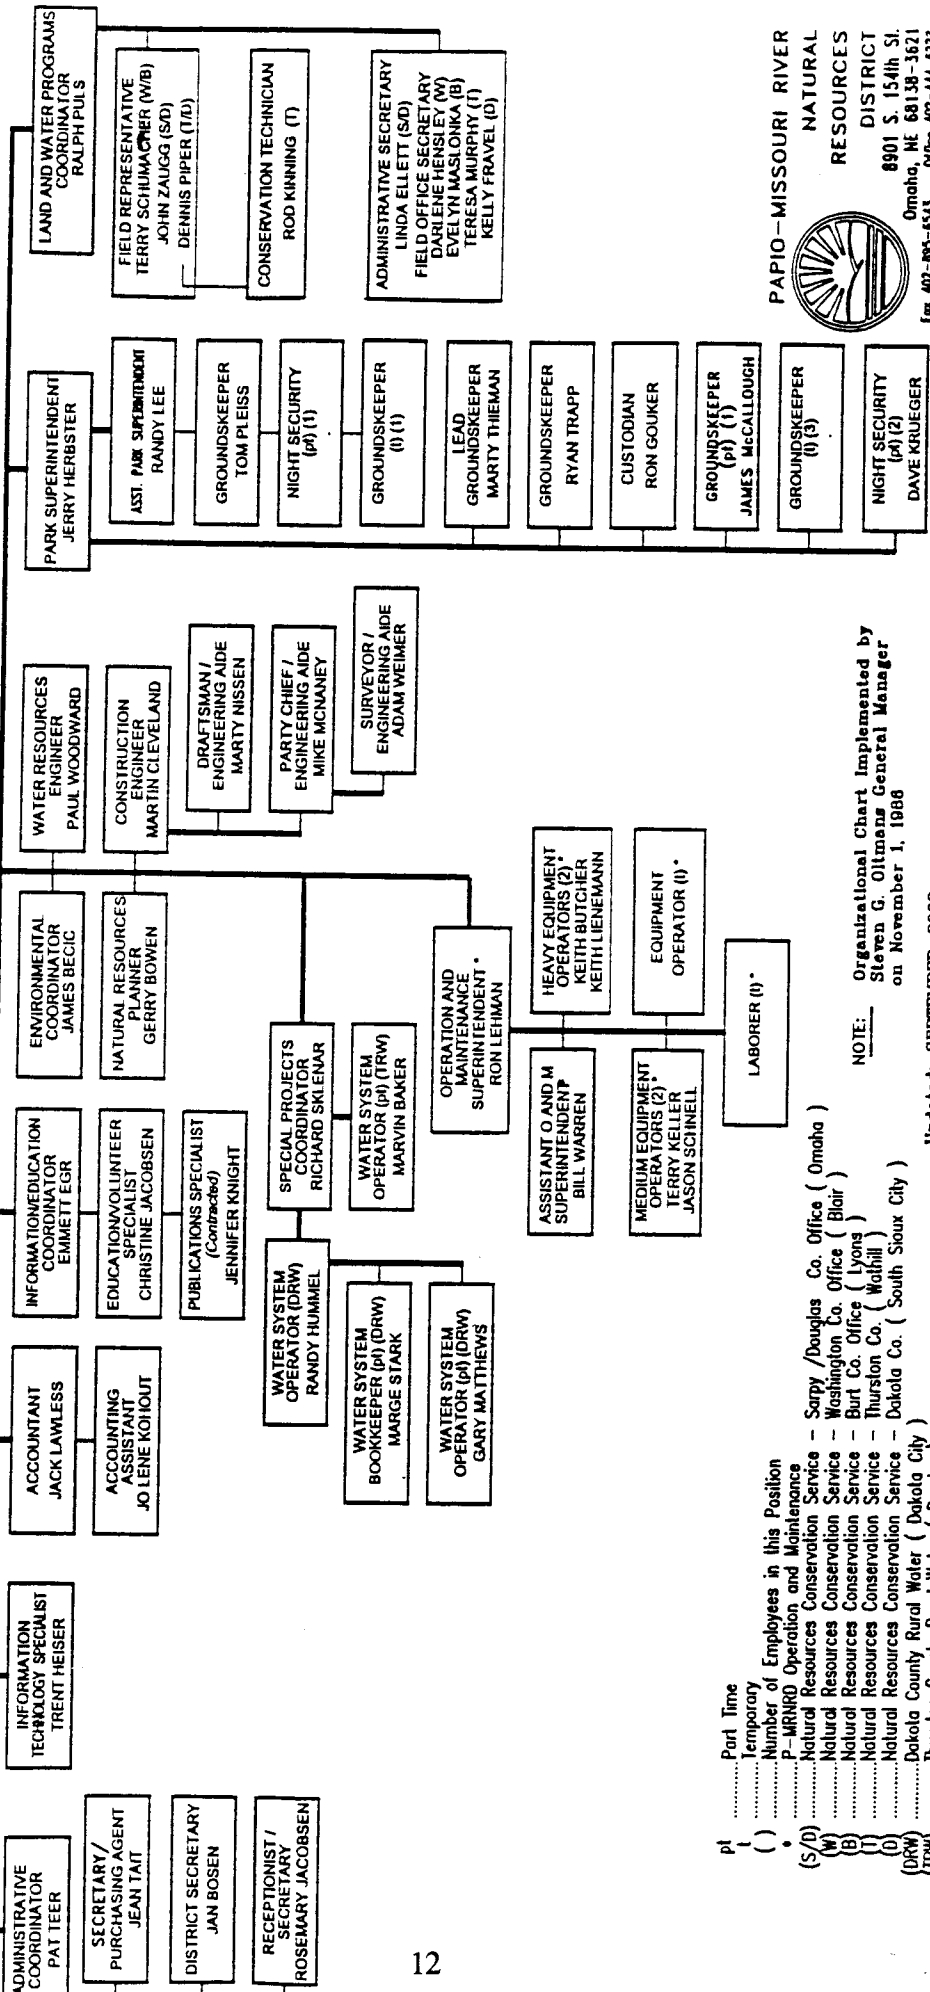 ADMINISTRATIVE
COORDINATOR
PAT TEER
SECRETARY/
PURCHASING AGENT
JEAN TAIT
DISTRICT SECRETARY
JAN BOSEN
RECEPTIONIST /
SECRETARY
ROSEMARY JACOBSEN
INFORMATION
TECHNOLOGY SPECIALIST
TRENT HEISER
ACCOUNTANT
JACK LAWLESS
ACCOUNTING
ASSISTANT
JO LENE KOHOUT
INFORMATION/EDUCATION
COORDINATOR
EMMETT EGR
EDUCATION/VOLUNTEER
SPECIALIST
CHRISTINE JACOBSEN
PUBLICATIONS SPECIALIST
(Contracted)
JENNIFER KNIGHT
ENVIRONMENTAL
COORDINATOR
JAMES BECIC
NATURAL RESOURCES
PLANNER
GERRY BOWEN
WATER RESOURCES
ENGINEER
PAUL WOODWARD
CONSTRUCTION
ENGINEER
MARTIN CLEVELAND
DRAFTSMAN /
ENGINEERING AIDE
MARTY NISSEN
PARTY CHIEF /
ENGINEERING AIDE
MIKE MCNANEY
SURVEYOR /
ENGINEERING AIDE
ADAM WEIMER
SPECIAL PROJECTS
COORDINATOR
RICHARD SKLENAR
WATER SYSTEM
OPERATOR (pt) (TRW)
MARVIN BAKER
WATER SYSTEM
OPERATOR (DRW)
RANDY HUMMEL
WATER SYSTEM
BOOKKEEPER (pt) (DRW)
MARGE STARK
WATER SYSTEM
OPERATOR (pt) (DRW)
GARY MATTHEWS
OPERATION AND
MAINTENANCE
SUPERINTENDENT *
RON LEHMAN
ASSISTANT O AND M
SUPERINTENDENT*
BILL WARREN
HEAVY EQUIPMENT
OPERATORS (2) *
KEITH BUTCHER
KEITH LIENEMANN
MEDIUM EQUIPMENT
OPERATORS (2) *
TERRY KELLER
JASON SCHNELL
EQUIPMENT
OPERATOR (t) *
LABORER (t) *
PARK SUPERINTENDENT
JERRY HERBSTER
ASST. PARK SUPERINTENDENT
RANDY LEE
GROUNDSKEEPER
TOM PLEISS
NIGHT SECURITY
(pt) (1)
GROUNDSKEEPER
(t) (1)
LEAD
GROUNDSKEEPER
MARTY THIEMAN
GROUNDSKEEPER
RYAN TRAPP
CUSTODIAN
RON GOUKER
GROUNDSKEEPER
(pt) (1)
JAMES McCALLOUGH
GROUNDSKEEPER
(t) (3)
NIGHT SECURITY
(pt) (2)
DAVE KRUEGER
LAND AND WATER PROGRAMS
COORDINATOR
RALPH PULS
FIELD REPRESENTATIVE
TERRY SCHUMACHER (W/B)
JOHN ZAUGG (S/D)
DENNIS PIPER (T/D)
CONSERVATION TECHNICIAN
ROD KINNING (T)
ADMINISTRATIVE SECRETARY
LINDA ELLETT (S/D)
FIELD OFFICE SECRETARY
DARLENE HENSLEY (W)
EVELYN MASLONKA (B)
TERESA MURPHY (T)
KELLY FRAVEL (D)
pt ..........Part Time
t ..........Temporary
( ) ..........Number of Employees in this Position
* ..........P-MRNRD Operation and Maintenance
(S/D) ..........Natural Resources Conservation Service - Sarpy /Douglas Co. Office ( Omaha )
(W) ..........Natural Resources Conservation Service - Washington Co. Office ( Blair )
(B) ..........Natural Resources Conservation Service - Burt Co. Office ( Lyons )
(T) ..........Natural Resources Conservation Service - Thurston Co. ( Walthill )
(D) ..........Natural Resources Conservation Service - Dakota Co. ( South Sioux City )
(DRW) ..........Dakota County Rural Water ( Dakota City )
(TRW)
NOTE: Organizational Chart Implemented by
Steven G. Oltmans General Manager
on November 1, 1988
PAPIO-MISSOURI RIVER
NATURAL
RESOURCES
DISTRICT
8901 S. 154th St.
Omaha, NE 68138-3621
12